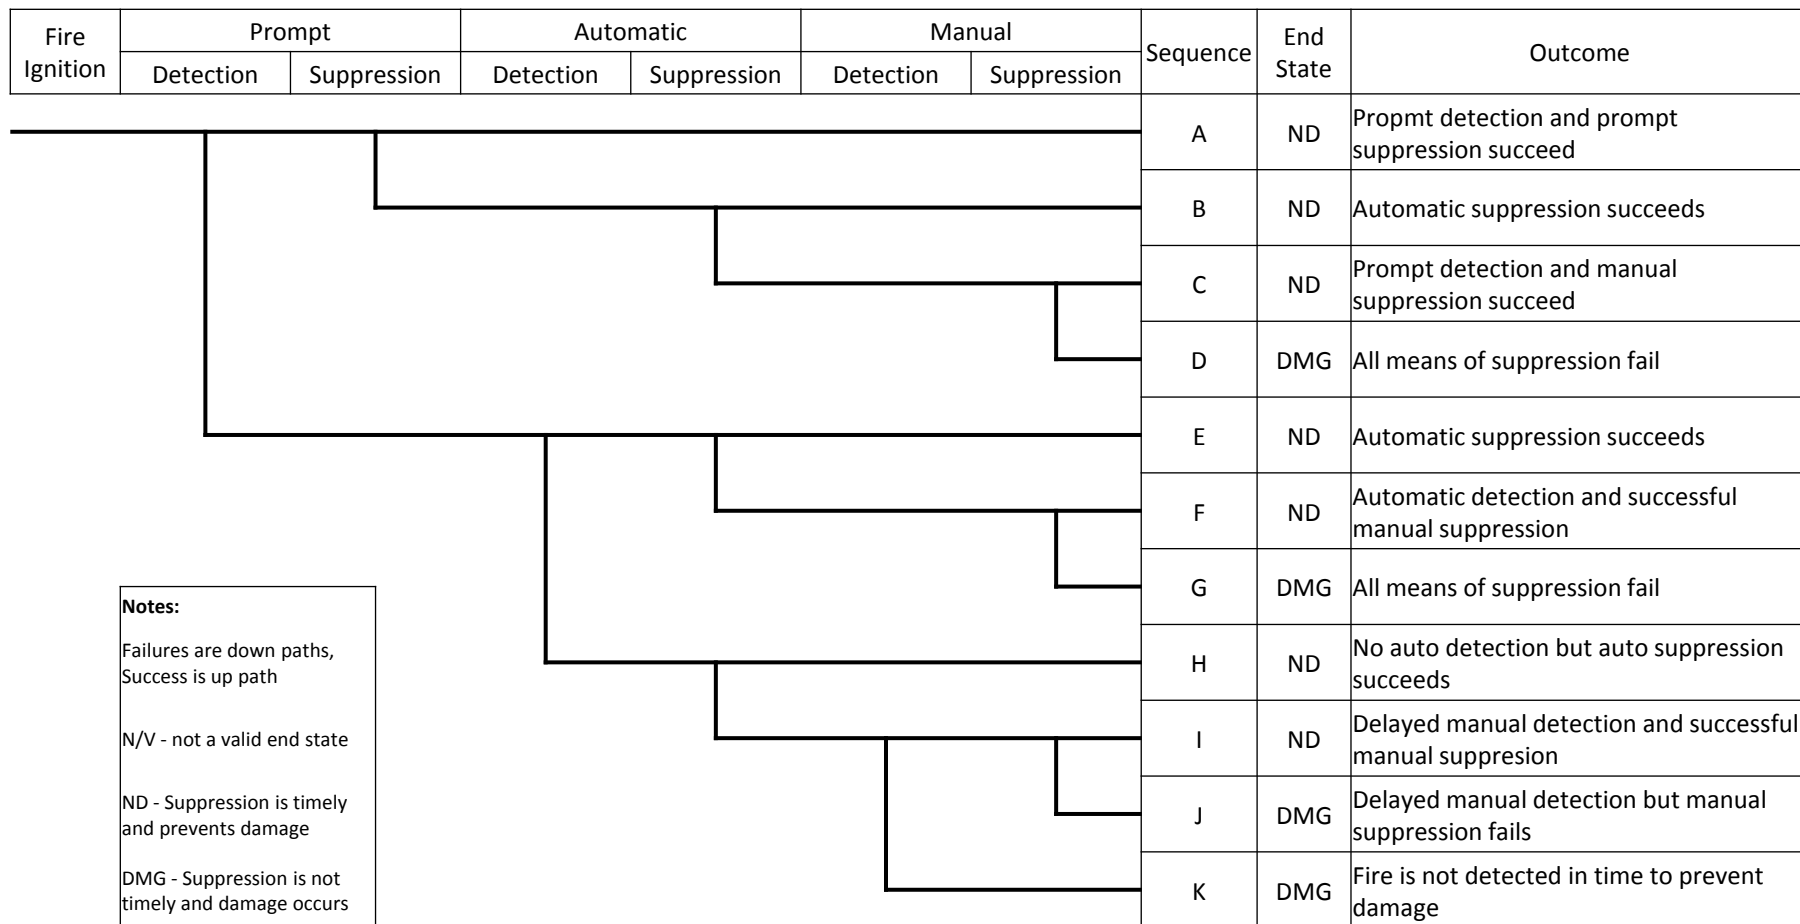 Fire
Ignition
Prompt
Automatic
Manual
Sequence
End
State
Outcome
Detection
Suppression
Detection
Suppression
Detection
Suppression
A
ND
Propmt detection and prompt
suppression succeed
B
ND
Automatic suppression succeeds
C
ND
Prompt detection and manual
suppression succeed
D
DMG
All means of suppression fail
E
ND
Automatic suppression succeeds
F
ND
Automatic detection and successful
manual suppression
G
DMG
All means of suppression fail
H
ND
No auto detection but auto suppression
succeeds
I
ND
Delayed manual detection and successful
manual suppresion
J
DMG
Delayed manual detection but manual
suppression fails
K
DMG
Fire is not detected in time to prevent
damage
Notes:
Failures are down paths,
Success is up path
N/V - not a valid end state
ND - Suppression is timely
and prevents damage
DMG - Suppression is not
timely and damage occurs